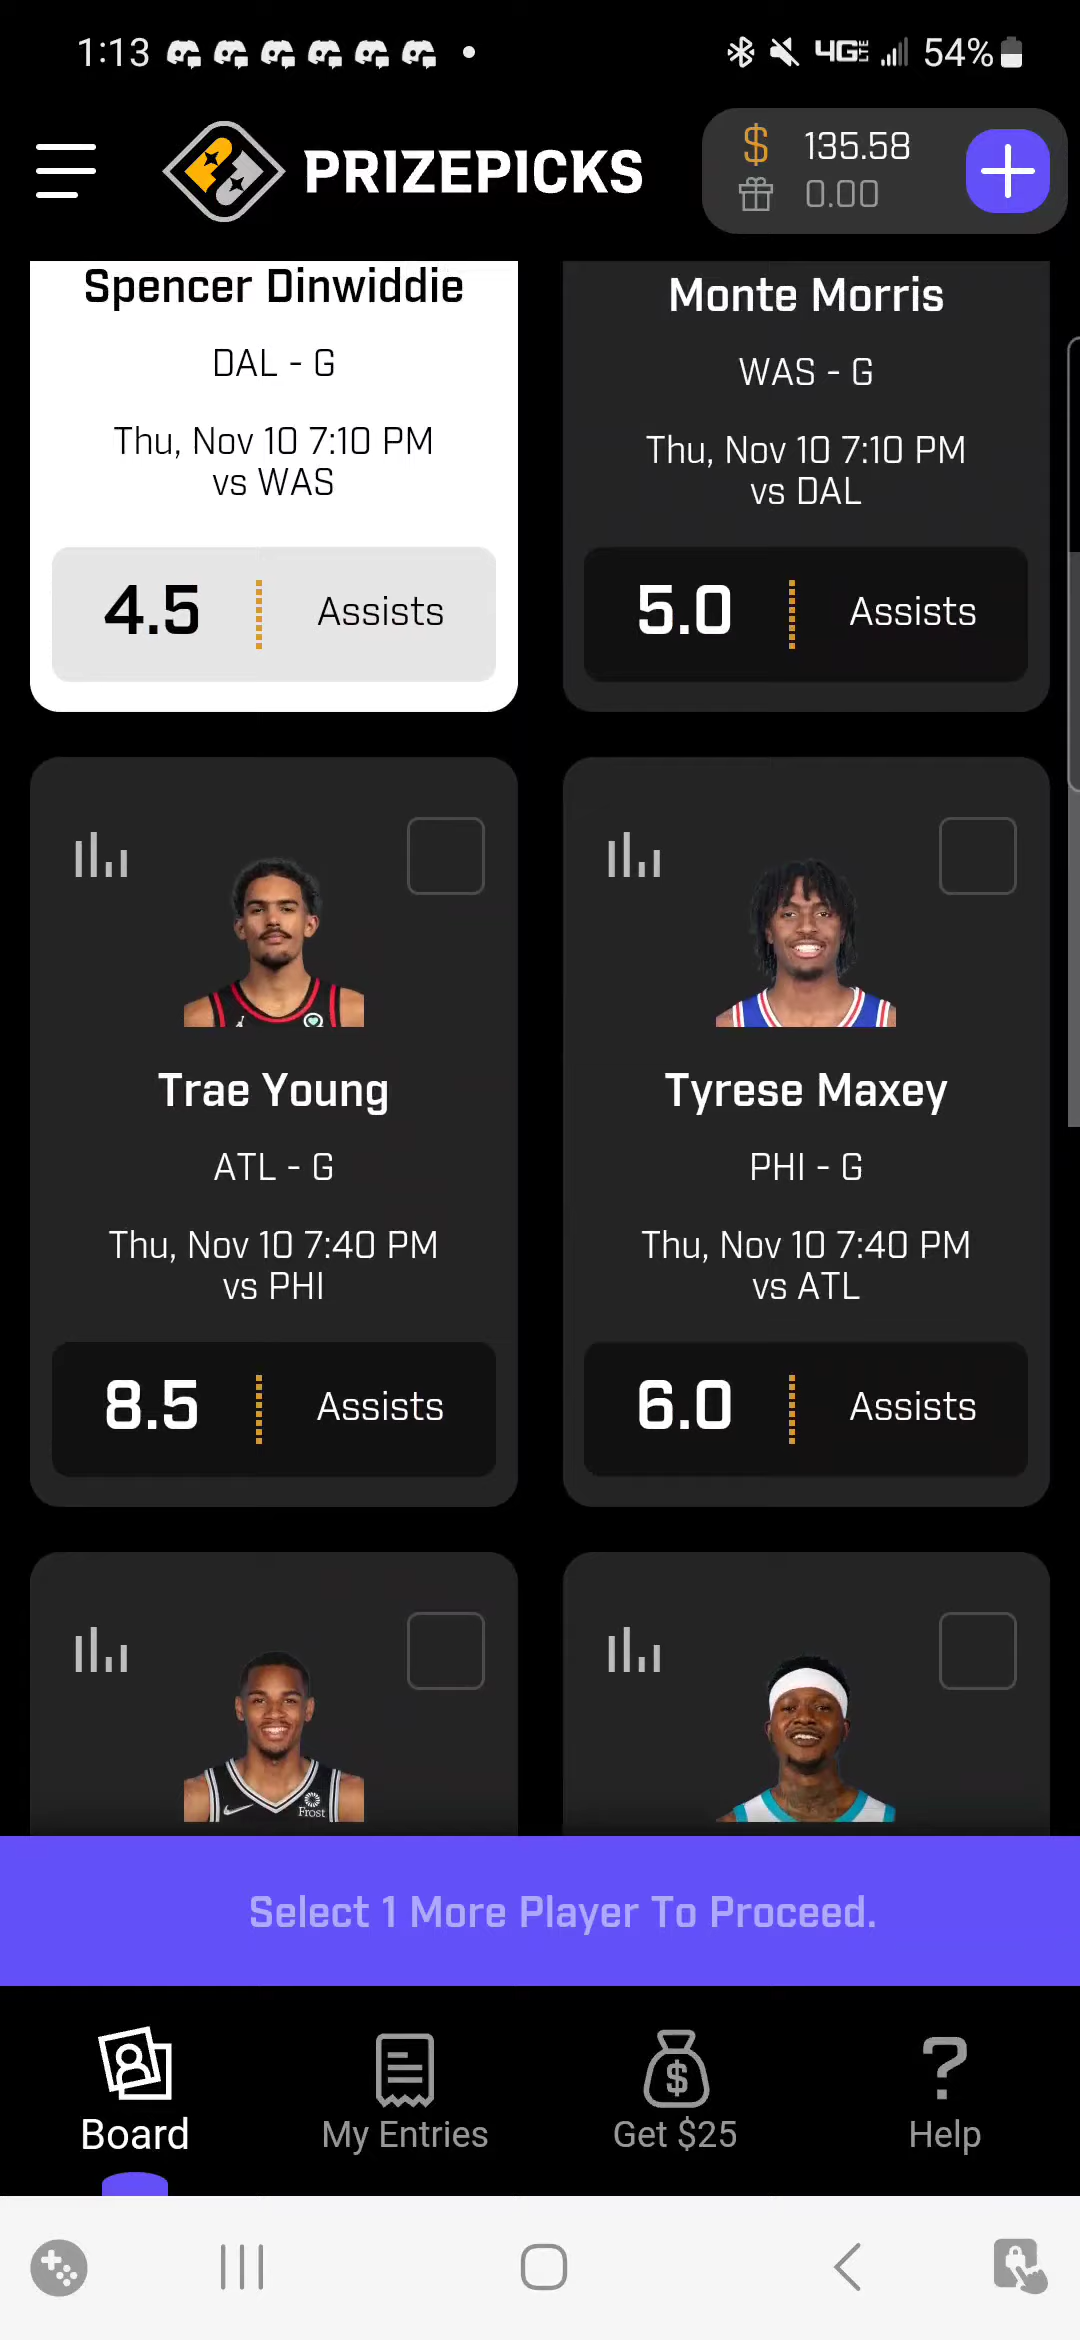 1:13
4G LTE 54%
PRIZEPICKS
$ 135.58
0.00
Spencer Dinwiddie
DAL - G
Thu, Nov 10 7:10 PM
vs WAS
4.5 Assists
Monte Morris
WAS - G
Thu, Nov 10 7:10 PM
vs DAL
5.0 Assists
Trae Young
ATL - G
Thu, Nov 10 7:40 PM
vs PHI
8.5 Assists
Tyrese Maxey
PHI - G
Thu, Nov 10 7:40 PM
vs ATL
6.0 Assists
Frost
Select 1 More Player To Proceed.
Board
My Entries
$
Get $25
?
Help